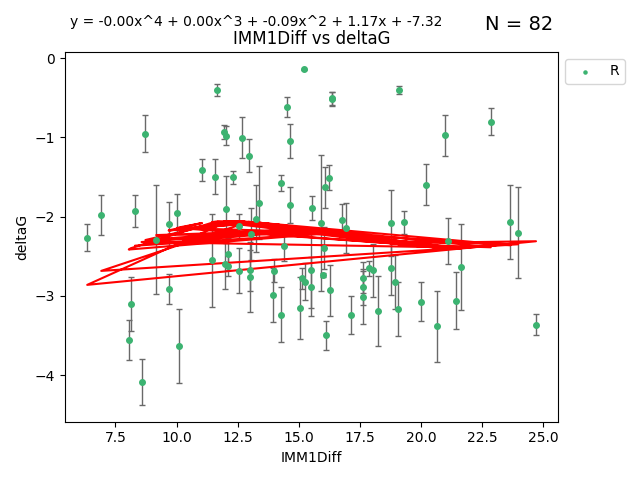 y = -0.00x^4 + 0.00x^3 + -0.09x^2 + 1.17x + -7.32
N = 82
IMM1Diff vs deltaG
R
deltaG
0
−1
−2
−3
−4
7.5 10.0 12.5 15.0 17.5 20.0 22.5 25.0
IMM1Diff